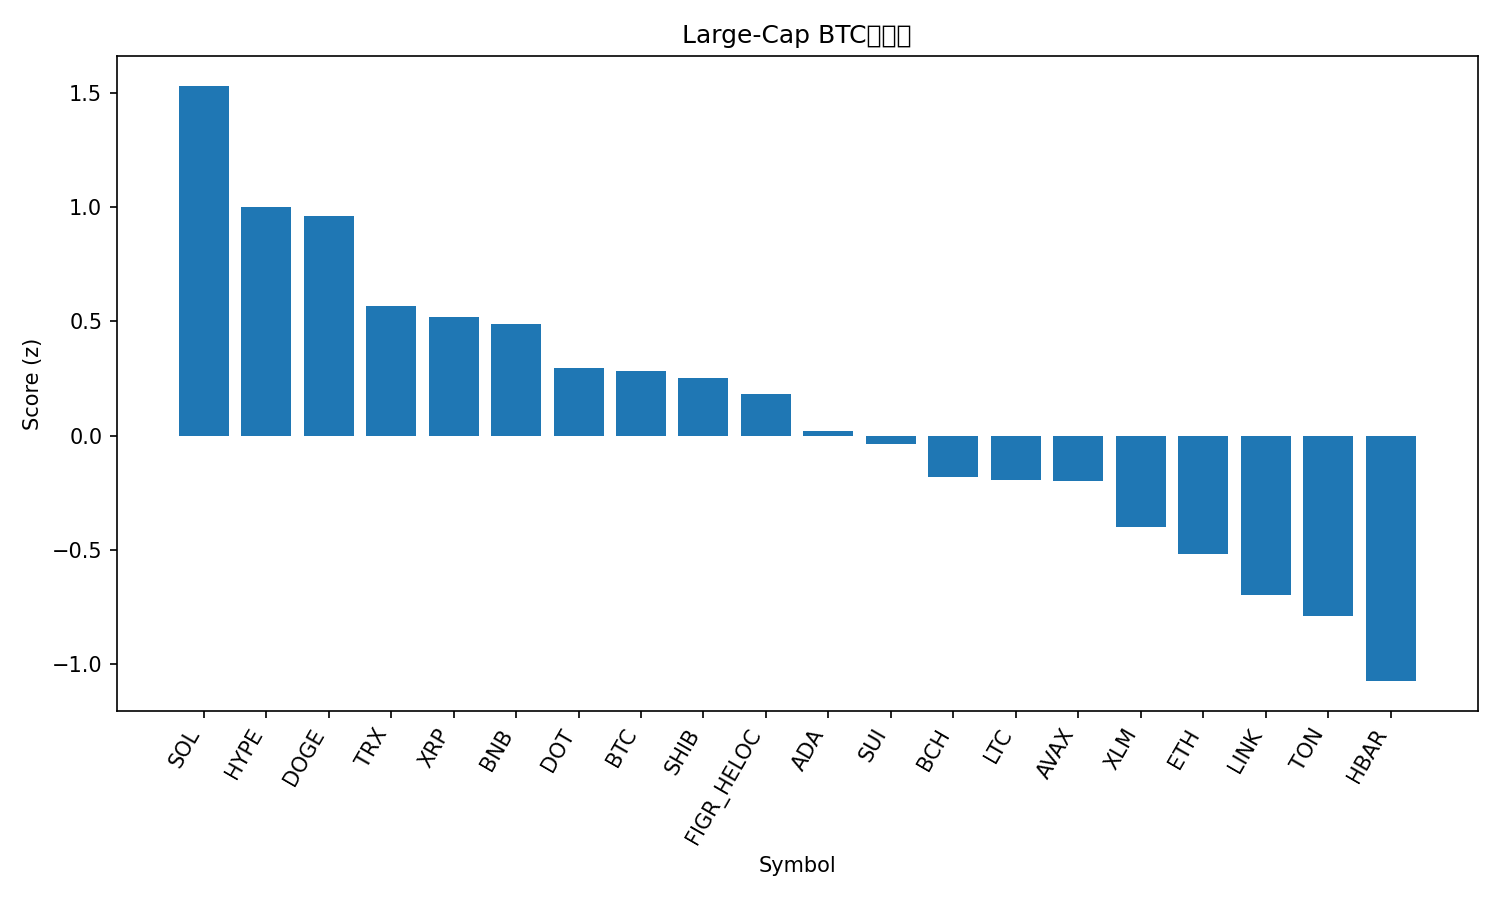 Large-Cap BTC
1.5
1.0
0.5
0.0
−0.5
−1.0
Score (z)
SOL
HYPE
DOGE
TRX
XRP
BNB
DOT
BTC
SHIB
FIGR_HELOC
ADA
SUI
BCH
LTC
AVAX
XLM
ETH
LINK
TON
HBAR
Symbol